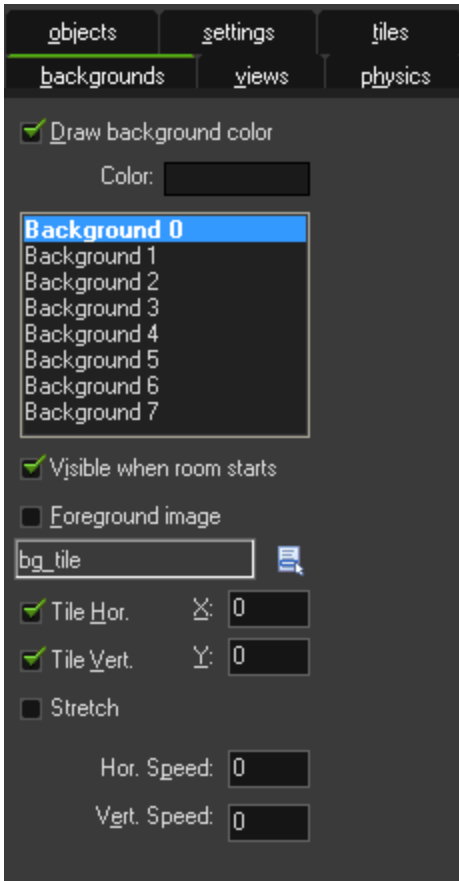 objects settings tiles
backgrounds views physics
Draw background color
Color:
Background 0
Background 1
Background 2
Background 3
Background 4
Background 5
Background 6
Background 7
Visible when room starts
Foreground image
bg_tile
Tile Hor. X: 0
Tile Vert. Y: 0
Stretch
Hor. Speed: 0
Vert. Speed: 0